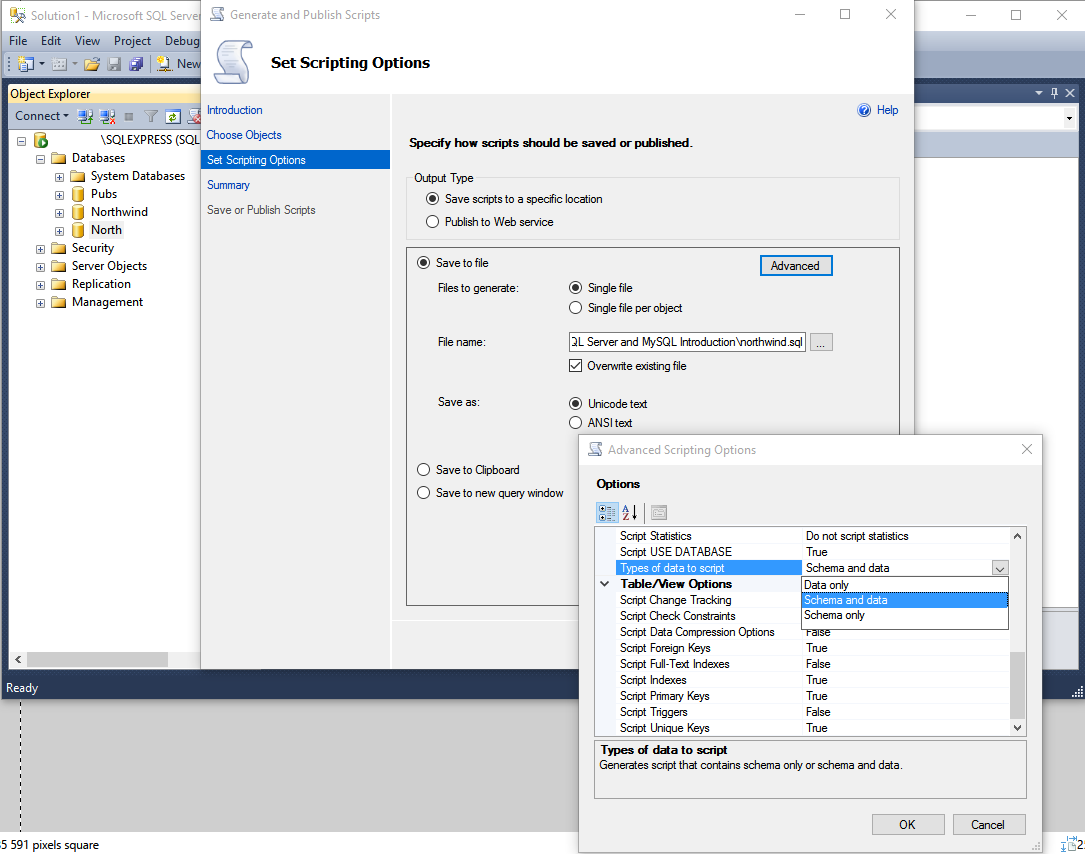 Solution1 - Microsoft SQL Server
File Edit View Project Debug
New
Object Explorer
Connect
\SQLEXPRESS (SQL
Databases
System Databases
Pubs
Northwind
North
Security
Server Objects
Replication
Management
Ready
5 591 pixels square
Generate and Publish Scripts
Set Scripting Options
Introduction
Choose Objects
Set Scripting Options
Summary
Save or Publish Scripts
Help
Specify how scripts should be saved or published.
Output Type
Save scripts to a specific location
Publish to Web service
Save to file
Advanced
Files to generate:
Single file
Single file per object
File name:
QL Server and MySQL Introduction\northwind.sql
...
Overwrite existing file
Save as:
Unicode text
ANSI text
Save to Clipboard
Save to new query window
Advanced Scripting Options
Options
Script Statistics Do not script statistics
Script USE DATABASE True
Types of data to script Schema and data
Data only
Schema and data
Schema only
Table/View Options
Script Change Tracking
Script Check Constraints
Script Data Compression Options False
Script Foreign Keys True
Script Full-Text Indexes False
Script Indexes True
Script Primary Keys True
Script Triggers False
Script Unique Keys True
Types of data to script
Generates script that contains schema only or schema and data.
OK Cancel